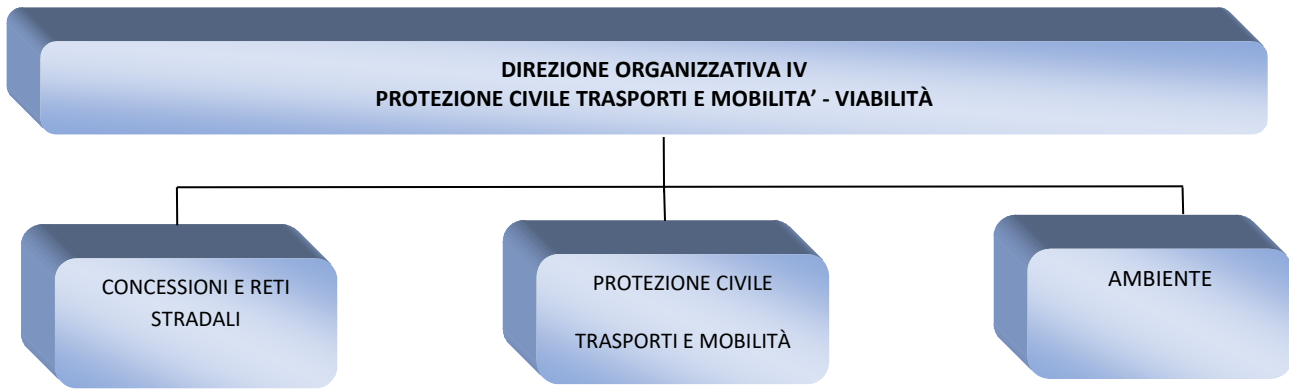 DIREZIONE ORGANIZZATIVA IV
PROTEZIONE CIVILE TRASPORTI E MOBILITA’ - VIABILITÀ
CONCESSIONI E RETI
STRADALI
PROTEZIONE CIVILE
TRASPORTI E MOBILITÀ
AMBIENTE